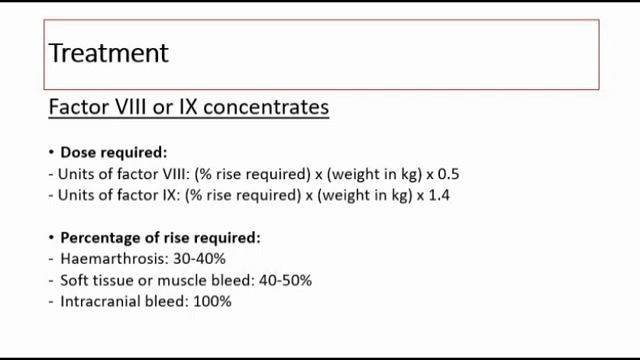 Treatment
Factor VIII or IX concentrates
• Dose required:
- Units of factor VIII: (% rise required) x (weight in kg) x 0.5
- Units of factor IX: (% rise required) x (weight in kg) x 1.4
• Percentage of rise required:
- Haemarthrosis: 30-40%
- Soft tissue or muscle bleed: 40-50%
- Intracranial bleed: 100%